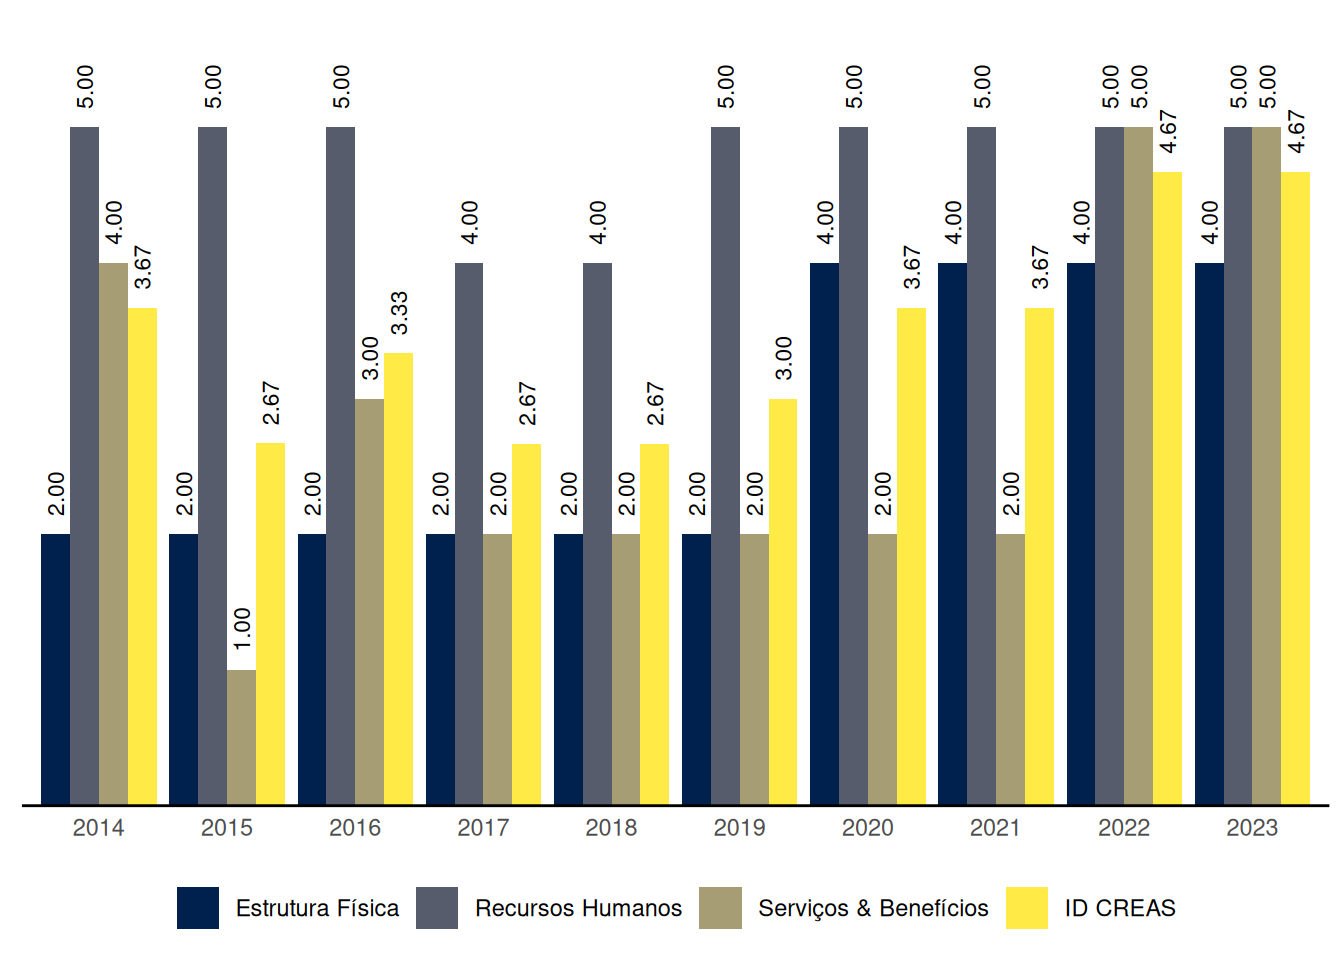 5.00 5.00 5.00 5.00 5.00 5.00 5.00 5.00 5.00 5.00
4.67 4.67
4.00 4.00 4.00 4.00 4.00 4.00 4.00
3.67 3.67 3.67
3.33
3.00 3.00
2.67 2.67 2.67
2.00 2.00 2.00 2.00 2.00 2.00 2.00 2.00 2.00 2.00 2.00
1.00
2014 2015 2016 2017 2018 2019 2020 2021 2022 2023
Estrutura Física Recursos Humanos Serviços & Benefícios ID CREAS